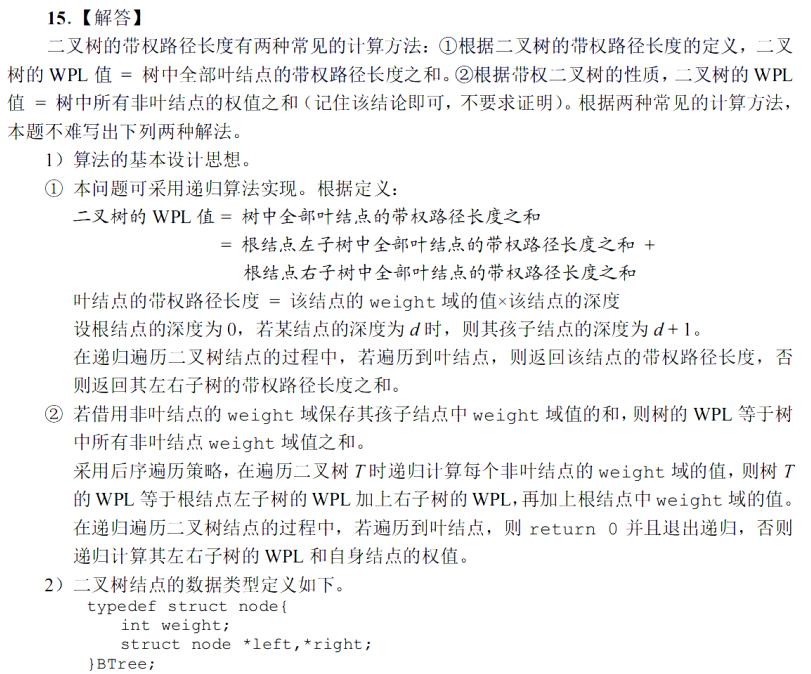 15.【解答】
二叉树的带权路径长度有两种常见的计算方法：①根据二叉树的带权路径长度的定义，二叉
树的 WPL 值 = 树中全部叶结点的带权路径长度之和。②根据带权二叉树的性质，二叉树的 WPL
值 = 树中所有非叶结点的权值之和（记住该结论即可，不要求证明）。根据两种常见的计算方法，
本题不难写出下列两种解法。
1）算法的基本设计思想。
① 本问题可采用递归算法实现。根据定义：
二叉树的 WPL 值 = 树中全部叶结点的带权路径长度之和
= 根结点左子树中全部叶结点的带权路径长度之和 +
根结点右子树中全部叶结点的带权路径长度之和
叶结点的带权路径长度 = 该结点的 weight 域的值×该结点的深度
设根结点的深度为 0，若某结点的深度为 d 时，则其孩子结点的深度为 d + 1。
在递归遍历二叉树结点的过程中，若遍历到叶结点，则返回该结点的带权路径长度，否
则返回其左右子树的带权路径长度之和。
② 若借用非叶结点的 weight 域保存其孩子结点中 weight 域值的和，则树的 WPL 等于树
中所有非叶结点 weight 域值之和。
采用后序遍历策略，在遍历二叉树 T 时递归计算每个非叶结点的 weight 域的值，则树 T
的 WPL 等于根结点左子树的 WPL 加上右子树的 WPL，再加上根结点中 weight 域的值。
在递归遍历二叉树结点的过程中，若遍历到叶结点，则 return 0 并且退出递归，否则
递归计算其左右子树的 WPL 和自身结点的权值。
2）二叉树结点的数据类型定义如下。
typedef struct node{
int weight;
struct node *left,*right;
}BTree;